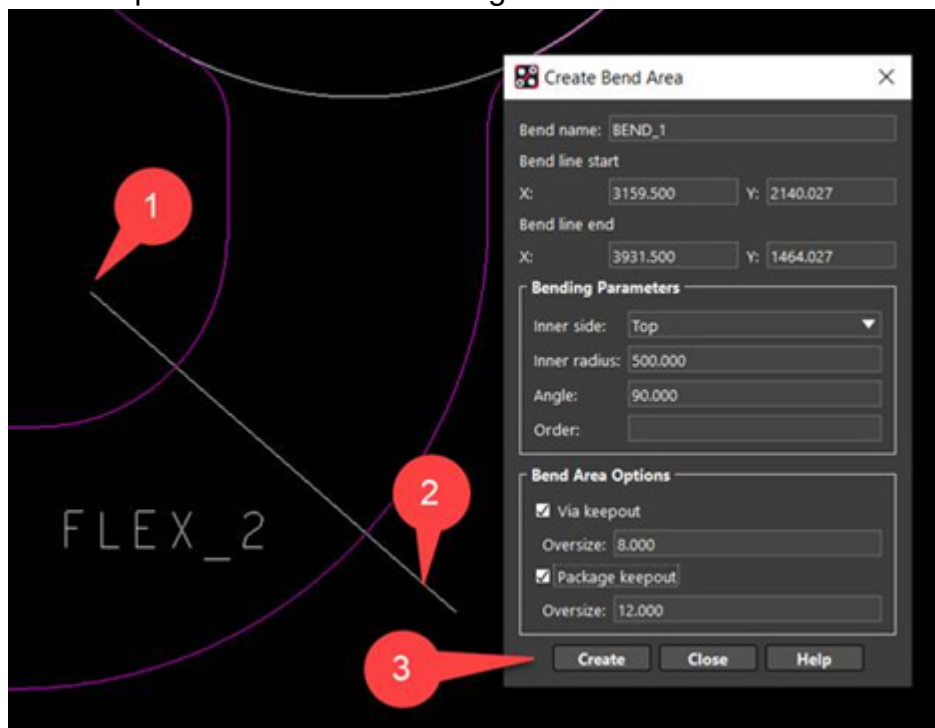 Create Bend Area
Bend name: BEND_1
Bend line start
X: 3159.500 Y: 2140.027
Bend line end
X: 3931.500 Y: 1464.027
Bending Parameters
Inner side: Top
Inner radius: 500.000
Angle: 90.000
Order:
Bend Area Options
Via keepout
Oversize: 8.000
Package keepout
Oversize: 12.000
Create Close Help
1
2
3
FLEX_2